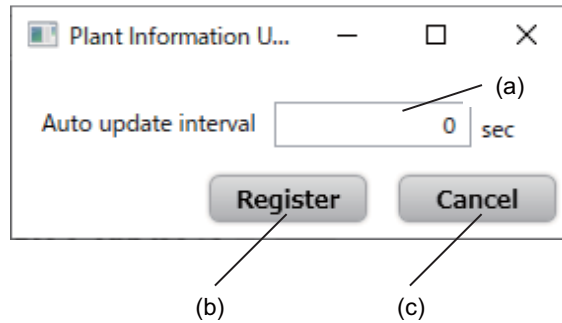 Plant Information U...
(a)
Auto update interval 0 sec
Register Cancel
(b) (c)